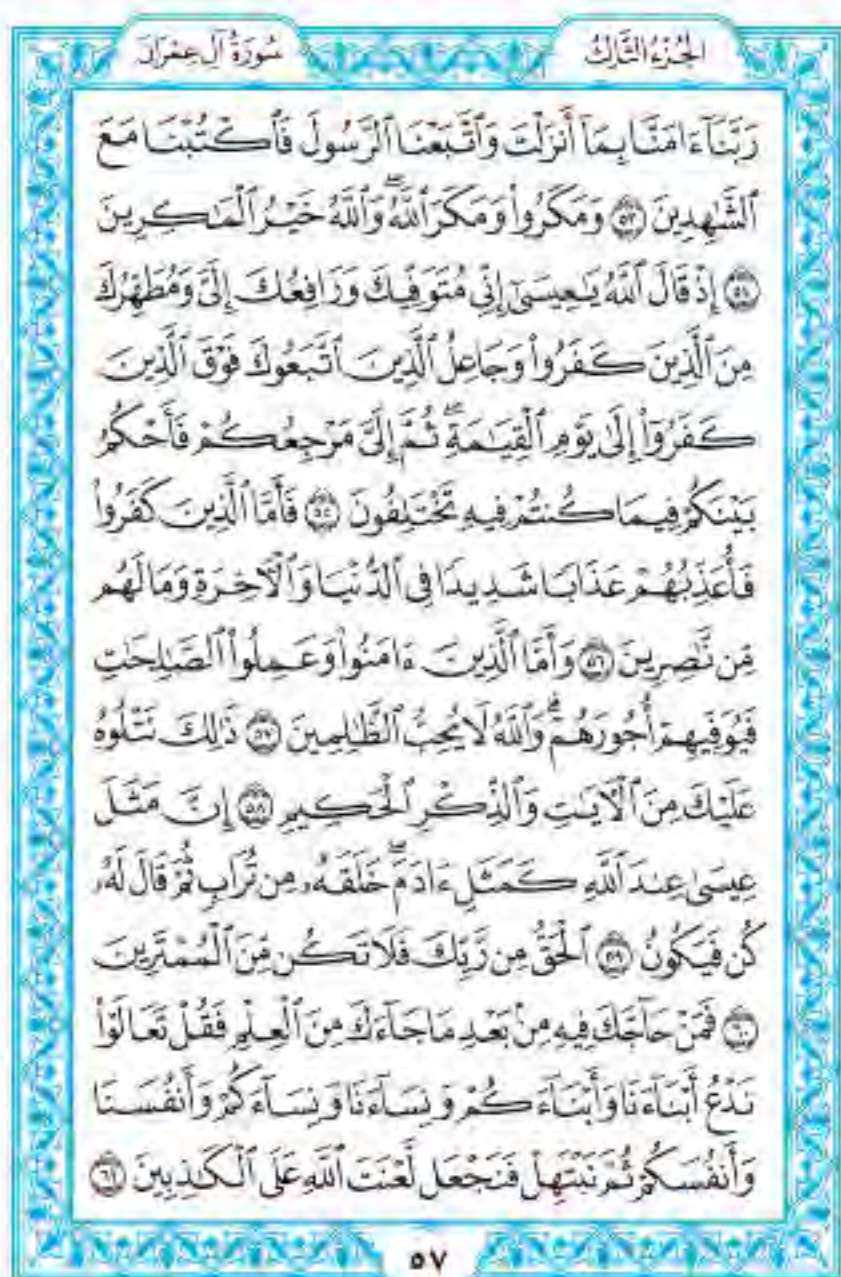 الجزء الثالث
سورة آل عمران
رَبَّنَآ ءَامَنَّا بِمَآ أَنزَلْتَ وَٱتَّبَعْنَا ٱلرَّسُولَ فَٱكْتُبْنَا مَعَ
ٱلشَّٰهِدِينَ ٥٣ وَمَكَرُوا۟ وَمَكَرَ ٱللَّهُ ۖ وَٱللَّهُ خَيْرُ ٱلْمَٰكِرِينَ
٥٤ إِذْ قَالَ ٱللَّهُ يَٰعِيسَىٰٓ إِنِّى مُتَوَفِّيكَ وَرَافِعُكَ إِلَىَّ وَمُطَهِّرُكَ
مِنَ ٱلَّذِينَ كَفَرُوا۟ وَجَاعِلُ ٱلَّذِينَ ٱتَّبَعُوكَ فَوْقَ ٱلَّذِينَ
كَفَرُوٓا۟ إِلَىٰ يَوْمِ ٱلْقِيَٰمَةِ ۖ ثُمَّ إِلَىَّ مَرْجِعُكُمْ فَأَحْكُمُ
بَيْنَكُمْ فِيمَا كُنتُمْ فِيهِ تَخْتَلِفُونَ ٥٥ فَأَمَّا ٱلَّذِينَ كَفَرُوا۟
فَأُعَذِّبُهُمْ عَذَابًا شَدِيدًا فِى ٱلدُّنْيَا وَٱلْءَاخِرَةِ وَمَا لَهُم
مِّن نَّٰصِرِينَ ٥٦ وَأَمَّا ٱلَّذِينَ ءَامَنُوا۟ وَعَمِلُوا۟ ٱلصَّٰلِحَٰتِ
فَيُوَفِّيهِمْ أُجُورَهُمْ ۗ وَٱللَّهُ لَا يُحِبُّ ٱلظَّٰلِمِينَ ٥٧ ذَٰلِكَ نَتْلُوهُ
عَلَيْكَ مِنَ ٱلْءَايَٰتِ وَٱلذِّكْرِ ٱلْحَكِيمِ ٥٨ إِنَّ مَثَلَ
عِيسَىٰ عِندَ ٱللَّهِ كَمَثَلِ ءَادَمَ ۖ خَلَقَهُۥ مِن تُرَابٍ ثُمَّ قَالَ لَهُۥ
كُن فَيَكُونُ ٥٩ ٱلْحَقُّ مِن رَّبِّكَ فَلَا تَكُن مِّنَ ٱلْمُمْتَرِينَ
٦٠ فَمَنْ حَآجَّكَ فِيهِ مِنۢ بَعْدِ مَا جَآءَكَ مِنَ ٱلْعِلْمِ فَقُلْ تَعَالَوْا۟
نَدْعُ أَبْنَآءَنَا وَأَبْنَآءَكُمْ وَنِسَآءَنَا وَنِسَآءَكُمْ وَأَنفُسَنَا
وَأَنفُسَكُمْ ثُمَّ نَبْتَهِلْ فَنَجْعَل لَّعْنَتَ ٱللَّهِ عَلَى ٱلْكَٰذِبِينَ ٦١
٥٧